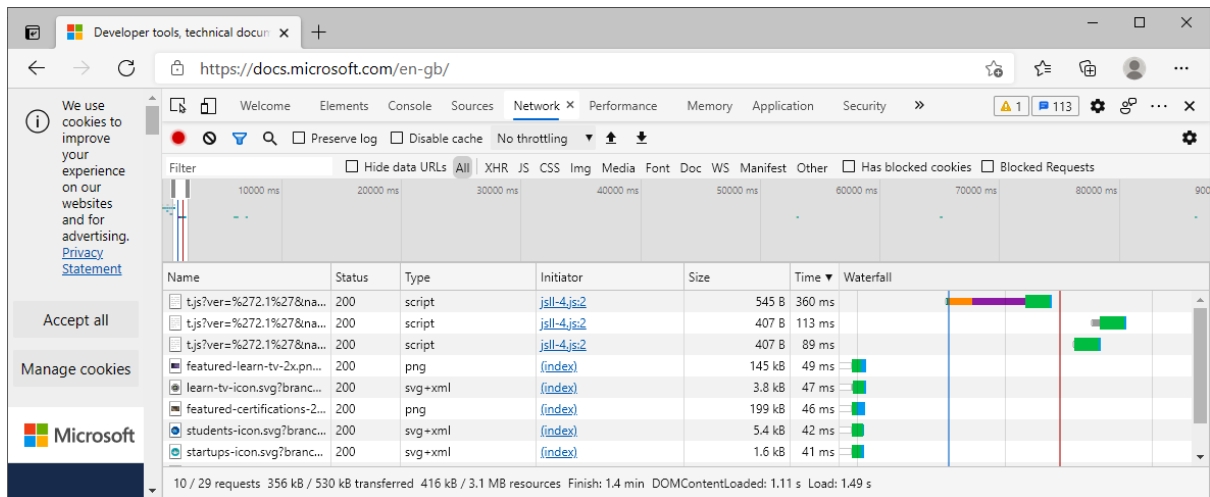 Developer tools, technical docun
https://docs.microsoft.com/en-gb/
We use
cookies to
improve
your
experience
on our
websites
and for
advertising.
Privacy
Statement
Accept all
Manage cookies
Microsoft
Welcome Elements Console Sources Network Performance Memory Application Security 1 113
Preserve log Disable cache No throttling
Filter Hide data URLs All XHR JS CSS Img Media Font Doc WS Manifest Other Has blocked cookies Blocked Requests
10000 ms 20000 ms 30000 ms 40000 ms 50000 ms 60000 ms 70000 ms 80000 ms 900
Name Status Type Initiator Size Time Waterfall
t.js?ver=%272.1%27&na... 200 script jsll-4.js:2 545 B 360 ms
t.js?ver=%272.1%27&na... 200 script jsll-4.js:2 407 B 113 ms
t.js?ver=%272.1%27&na... 200 script jsll-4.js:2 407 B 89 ms
featured-learn-tv-2x.pn... 200 png (index) 145 kB 49 ms
learn-tv-icon.svg?branc... 200 svg+xml (index) 3.8 kB 47 ms
featured-certifications-2... 200 png (index) 199 kB 46 ms
students-icon.svg?branc... 200 svg+xml (index) 5.4 kB 42 ms
startups-icon.svg?branc... 200 svg+xml (index) 1.6 kB 41 ms
10 / 29 requests 356 kB / 530 kB transferred 416 kB / 3.1 MB resources Finish: 1.4 min DOMContentLoaded: 1.11 s Load: 1.49 s